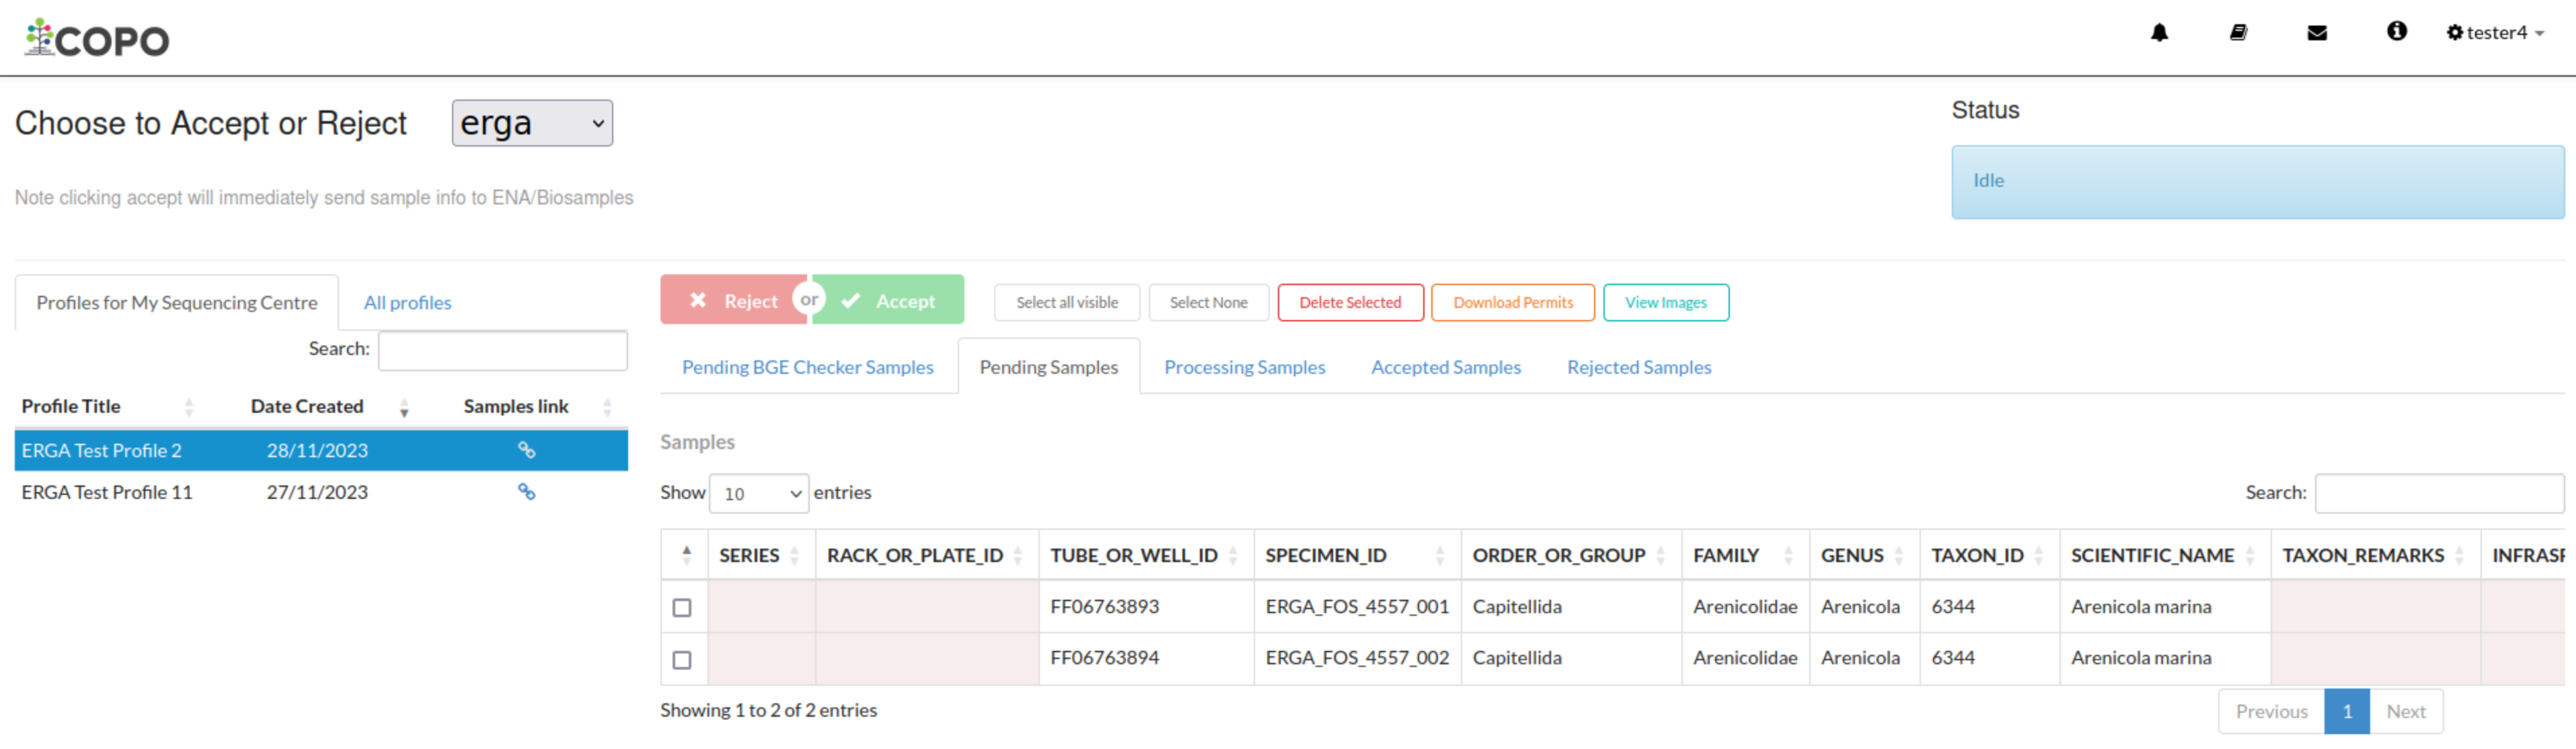 COPO
tester4
Choose to Accept or Reject erga
Status
Idle
Note clicking accept will immediately send sample info to ENA/Biosamples
Profiles for My Sequencing Centre All profiles
Search:
Profile Title Date Created Samples link
ERGA Test Profile 2 28/11/2023
ERGA Test Profile 11 27/11/2023
Reject or Accept Select all visible Select None Delete Selected Download Permits View Images
Pending BGE Checker Samples Pending Samples Processing Samples Accepted Samples Rejected Samples
Samples
Show 10 entries Search:
SERIES RACK_OR_PLATE_ID TUBE_OR_WELL_ID SPECIMEN_ID ORDER_OR_GROUP FAMILY GENUS TAXON_ID SCIENTIFIC_NAME TAXON_REMARKS
FF06763893 ERGA_FOS_4557_001 Capitellida Arenicolidae Arenicola 6344 Arenicola marina
FF06763894 ERGA_FOS_4557_002 Capitellida Arenicolidae Arenicola 6344 Arenicola marina
Showing 1 to 2 of 2 entries Previous 1 Next